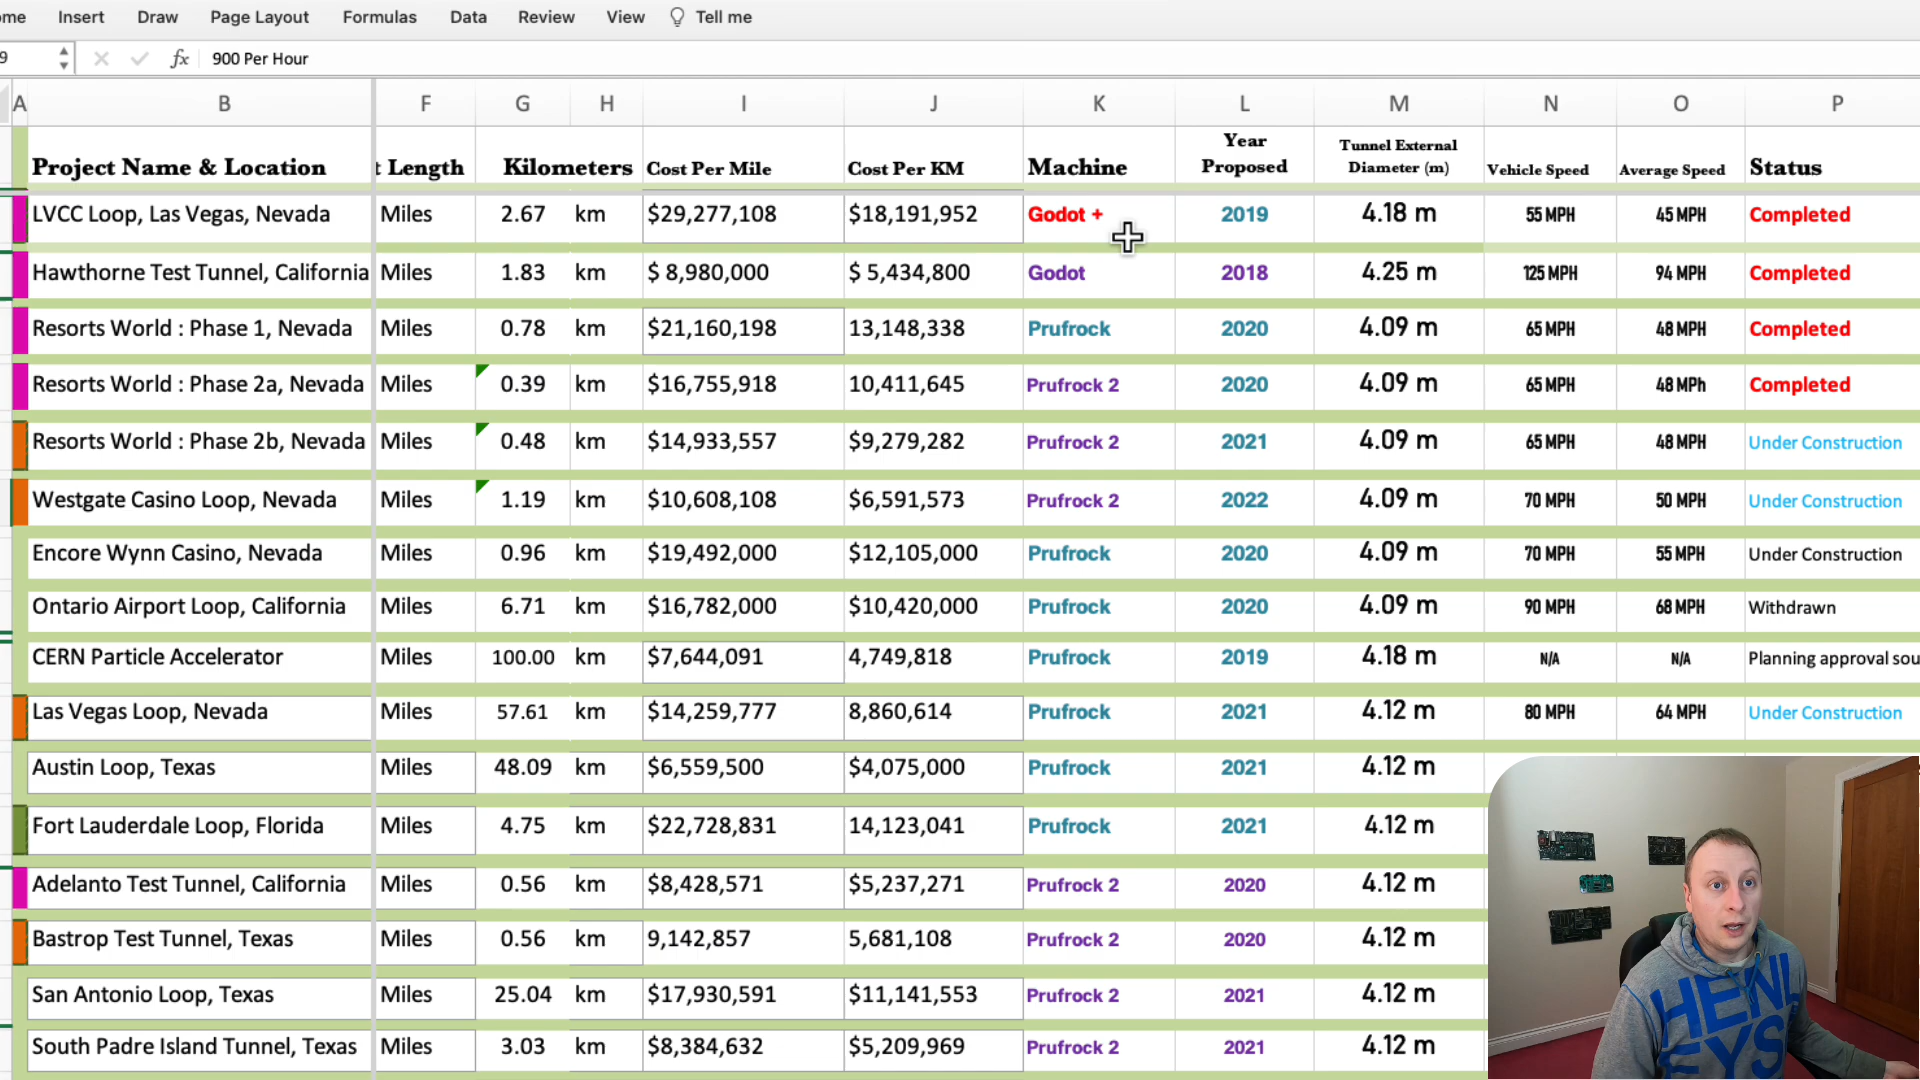 ome Insert Draw Page Layout Formulas Data Review View Tell me
9 fx 900 Per Hour
A B F G H I J K L M N O P
Project Name & Location t Length Kilometers Cost Per Mile Cost Per KM Machine Year Proposed Tunnel External Diameter (m) Vehicle Speed Average Speed Status
LVCC Loop, Las Vegas, Nevada Miles 2.67 km $29,277,108 $18,191,952 Godot + 2019 4.18 m 55 MPH 45 MPH Completed
Hawthorne Test Tunnel, California Miles 1.83 km $ 8,980,000 $ 5,434,800 Godot 2018 4.25 m 125 MPH 94 MPH Completed
Resorts World : Phase 1, Nevada Miles 0.78 km $21,160,198 13,148,338 Prufrock 2020 4.09 m 65 MPH 48 MPH Completed
Resorts World : Phase 2a, Nevada Miles 0.39 km $16,755,918 10,411,645 Prufrock 2 2020 4.09 m 65 MPH 48 MPh Completed
Resorts World : Phase 2b, Nevada Miles 0.48 km $14,933,557 $9,279,282 Prufrock 2 2021 4.09 m 65 MPH 48 MPH Under Construction
Westgate Casino Loop, Nevada Miles 1.19 km $10,608,108 $6,591,573 Prufrock 2 2022 4.09 m 70 MPH 50 MPH Under Construction
Encore Wynn Casino, Nevada Miles 0.96 km $19,492,000 $12,105,000 Prufrock 2020 4.09 m 70 MPH 55 MPH Under Construction
Ontario Airport Loop, California Miles 6.71 km $16,782,000 $10,420,000 Prufrock 2020 4.09 m 90 MPH 68 MPH Withdrawn
CERN Particle Accelerator Miles 100.00 km $7,644,091 4,749,818 Prufrock 2019 4.18 m N/A N/A Planning approval sou
Las Vegas Loop, Nevada Miles 57.61 km $14,259,777 8,860,614 Prufrock 2021 4.12 m 80 MPH 64 MPH Under Construction
Austin Loop, Texas Miles 48.09 km $6,559,500 $4,075,000 Prufrock 2021 4.12 m
Fort Lauderdale Loop, Florida Miles 4.75 km $22,728,831 14,123,041 Prufrock 2021 4.12 m
Adelanto Test Tunnel, California Miles 0.56 km $8,428,571 $5,237,271 Prufrock 2 2020 4.12 m
Bastrop Test Tunnel, Texas Miles 0.56 km 9,142,857 5,681,108 Prufrock 2 2020 4.12 m
San Antonio Loop, Texas Miles 25.04 km $17,930,591 $11,141,553 Prufrock 2 2021 4.12 m
South Padre Island Tunnel, Texas Miles 3.03 km $8,384,632 $5,209,969 Prufrock 2 2021 4.12 m